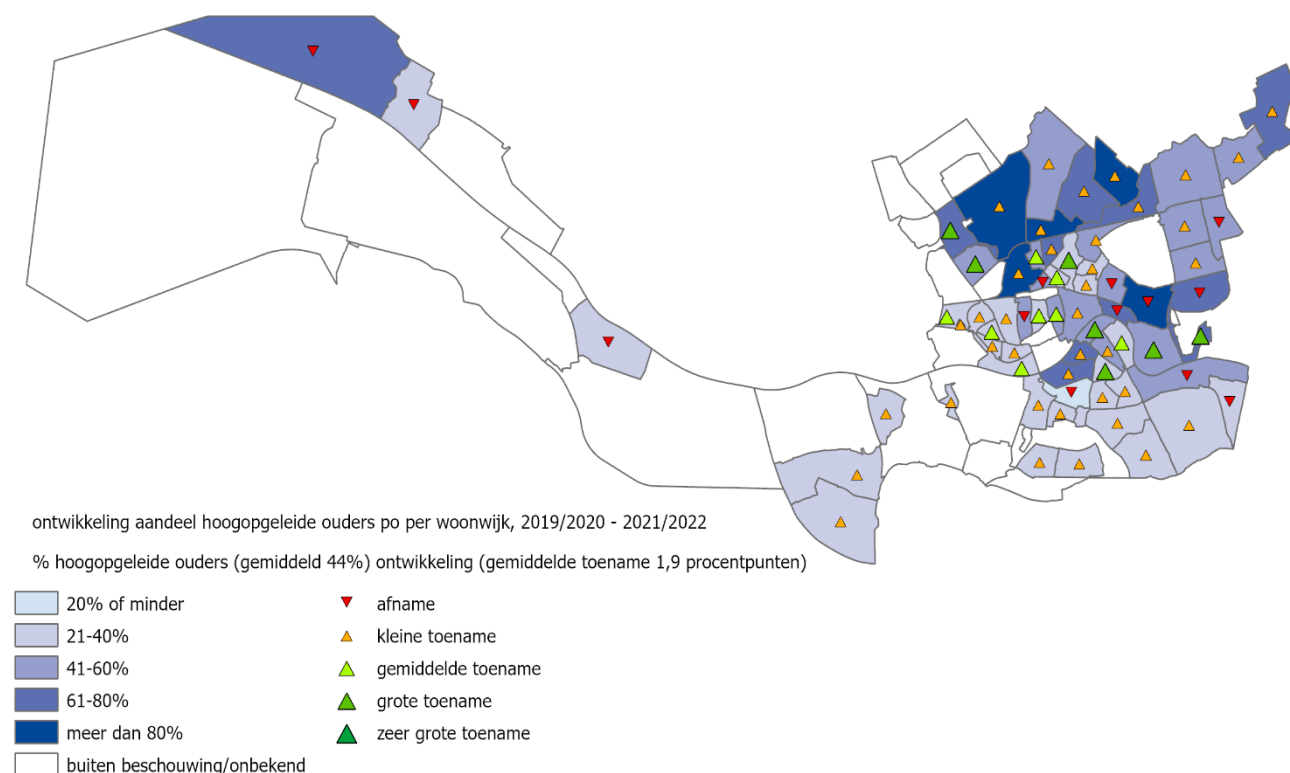 ontwikkeling aandeel hoogopgeleide ouders po per woonwijk, 2019/2020 - 2021/2022
% hoogopgeleide ouders (gemiddeld 44%) ontwikkeling (gemiddelde toename 1,9 procentpunten)
20% of minder
afname
21-40%
kleine toename
41-60%
gemiddelde toename
61-80%
grote toename
meer dan 80%
zeer grote toename
buiten beschouwing/onbekend